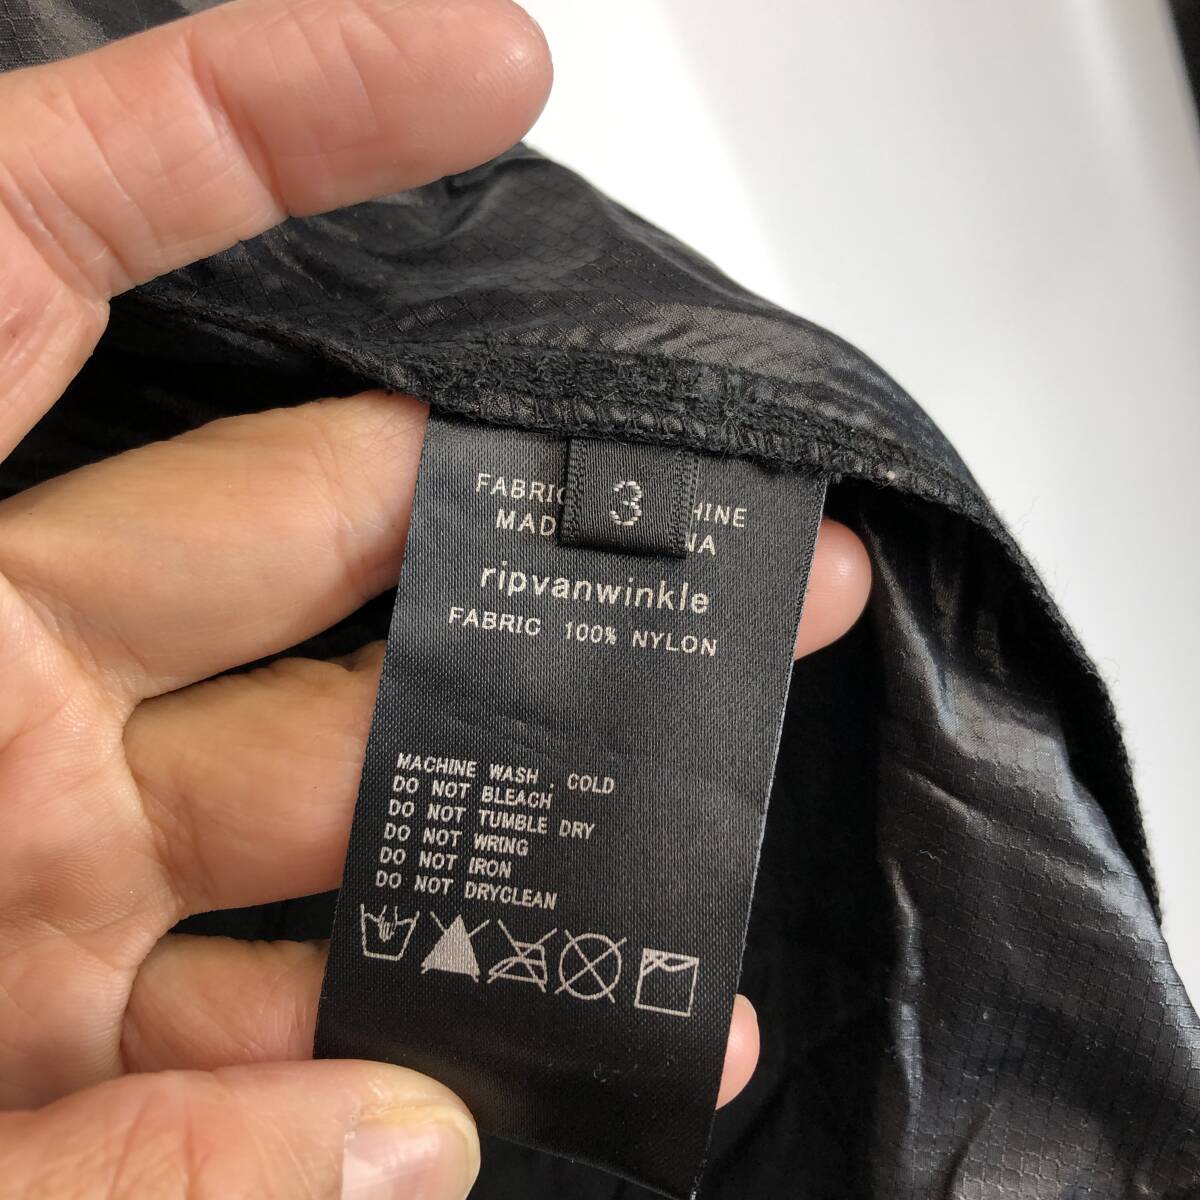 3
FABRIC HINE
MAD NA
ripvanwinkle
FABRIC 100% NYLON
MACHINE WASH , COLD
DO NOT BLEACH
DO NOT TUMBLE DRY
DO NOT WRING
DO NOT IRON
DO NOT DRYCLEAN